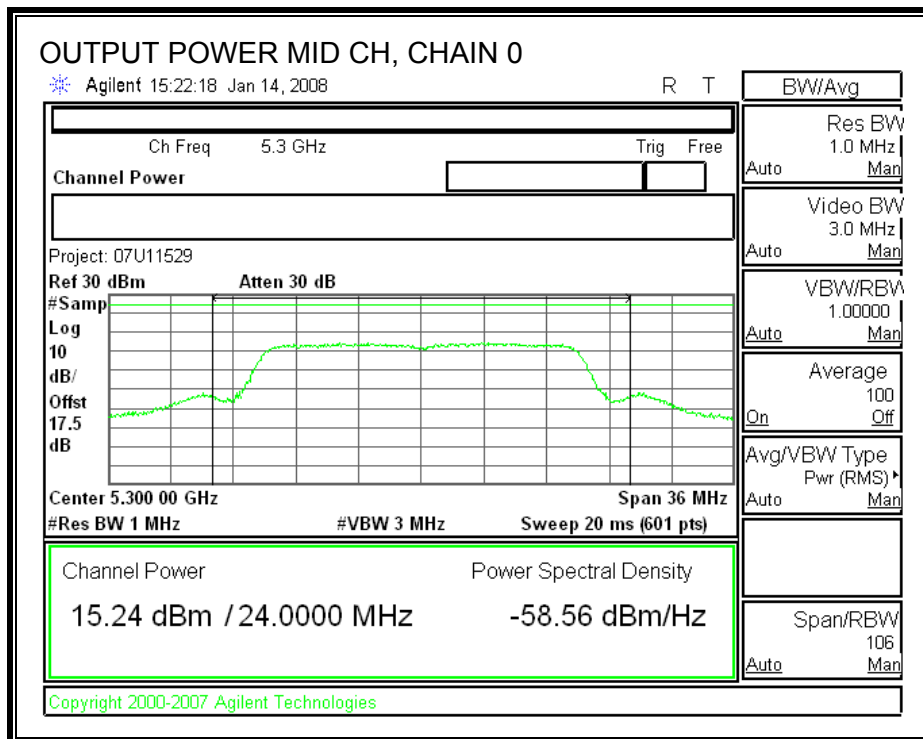 OUTPUT POWER MID CH, CHAIN 0
Agilent 15:22:18 Jan 14, 2008 R T
Ch Freq 5.3 GHz Trig Free
Channel Power
Project: 07U11529
Ref 30 dBm Atten 30 dB
#Samp
Log
10
dB/
Offst
17.5
dB
Center 5.300 00 GHz Span 36 MHz
#Res BW 1 MHz #VBW 3 MHz Sweep 20 ms (601 pts)
Channel Power Power Spectral Density
15.24 dBm / 24.0000 MHz -58.56 dBm/Hz
Copyright 2000-2007 Agilent Technologies
BW/Avg
Res BW
1.0 MHz
Auto Man
Video BW
3.0 MHz
Auto Man
VBW/RBW
1.00000
Auto Man
Average
100
On Off
Avg/VBW Type
Pwr (RMS)
Auto Man
Span/RBW
106
Auto Man